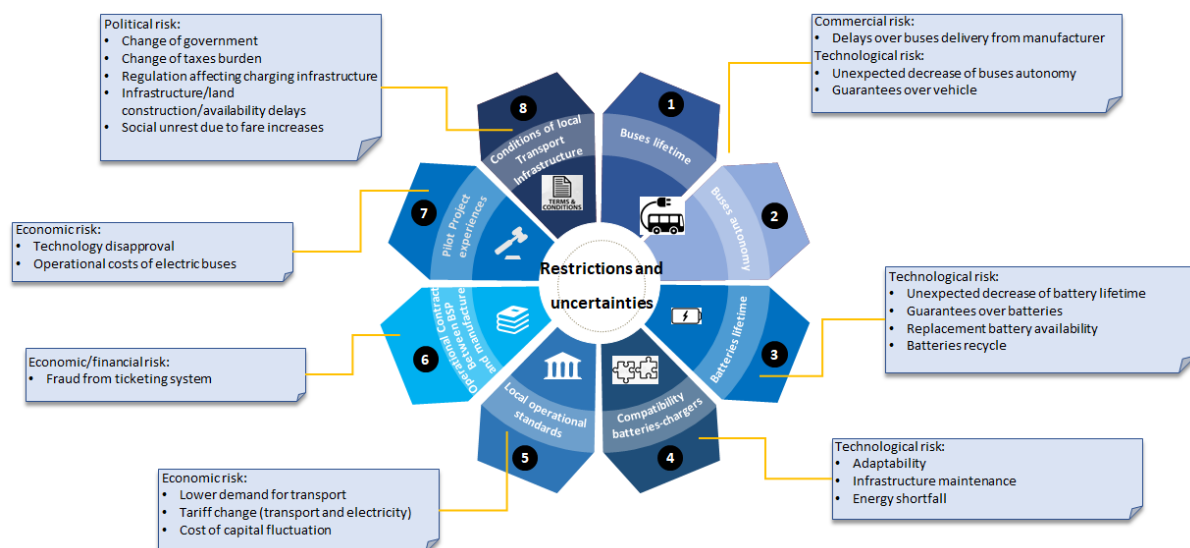 Political risk:
• Change of government
• Change of taxes burden
• Regulation affecting charging infrastructure
• Infrastructure/land
construction/availability delays
• Social unrest due to fare increases
Commercial risk:
• Delays over buses delivery from manufacturer
Technological risk:
• Unexpected decrease of buses autonomy
• Guarantees over vehicle
8
Conditions of local
Transport
Infrastructure
TERMS &
CONDITIONS
1
Buses lifetime
7
Pilot Project
experiences
2
Buses autonomy
Economic risk:
• Technology disapproval
• Operational costs of electric buses
Restrictions and
uncertainties
Technological risk:
• Unexpected decrease of battery lifetime
• Guarantees over batteries
• Replacement battery availability
• Batteries recycle
Economic/financial risk:
• Fraud from ticketing system
6
Operational Contract
Between BSP
and manufacture
3
Batteries lifetime
5
Local operational
standards
4
Compatibility
batteries-chargers
Economic risk:
• Lower demand for transport
• Tariff change (transport and electricity)
• Cost of capital fluctuation
Technological risk:
• Adaptability
• Infrastructure maintenance
• Energy shortfall